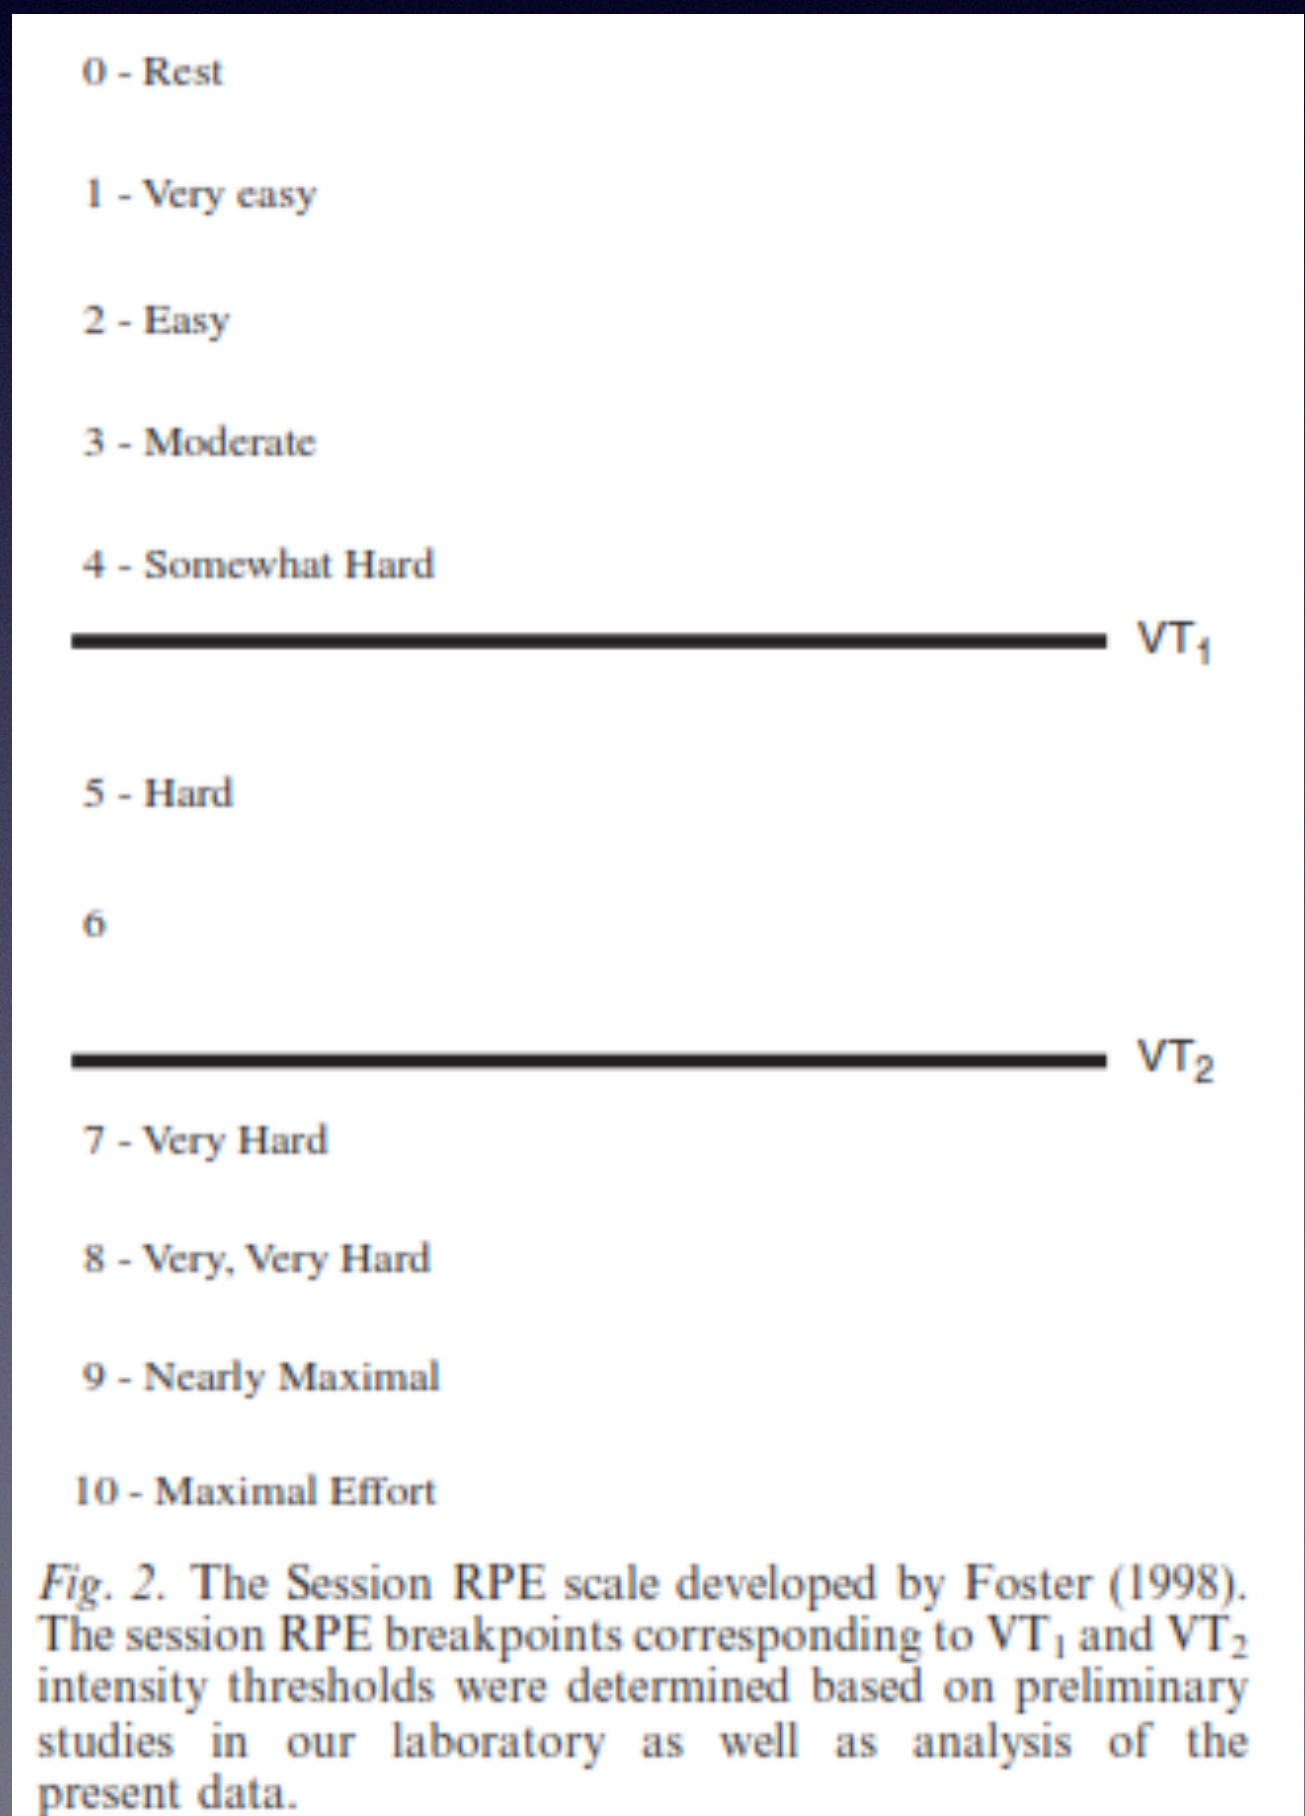 0 - Rest
1 - Very easy
2 - Easy
3 - Moderate
4 - Somewhat Hard
VT₁
5 - Hard
6
VT₂
7 - Very Hard
8 - Very, Very Hard
9 - Nearly Maximal
10 - Maximal Effort
Fig. 2. The Session RPE scale developed by Foster (1998).
The session RPE breakpoints corresponding to VT₁ and VT₂
intensity thresholds were determined based on preliminary
studies in our laboratory as well as analysis of the
present data.